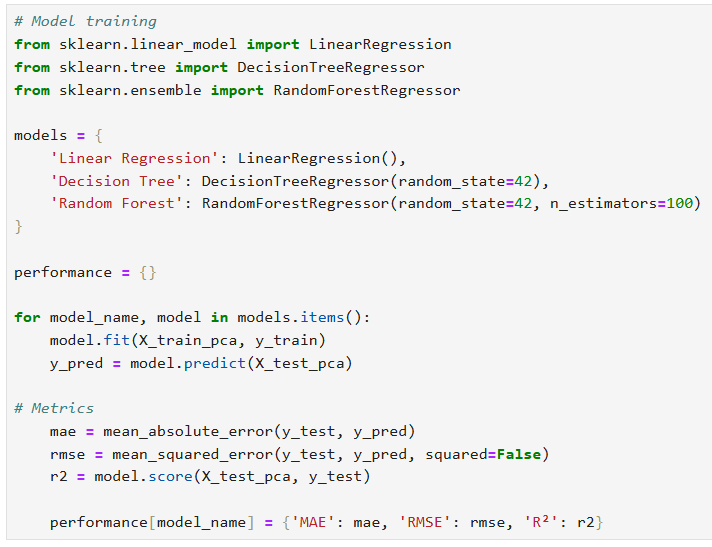 # Model training
from sklearn.linear_model import LinearRegression
from sklearn.tree import DecisionTreeRegressor
from sklearn.ensemble import RandomForestRegressor

models = {
    'Linear Regression': LinearRegression(),
    'Decision Tree': DecisionTreeRegressor(random_state=42),
    'Random Forest': RandomForestRegressor(random_state=42, n_estimators=100)
}

performance = {}

for model_name, model in models.items():
    model.fit(X_train_pca, y_train)
    y_pred = model.predict(X_test_pca)

# Metrics
    mae = mean_absolute_error(y_test, y_pred)
    rmse = mean_squared_error(y_test, y_pred, squared=False)
    r2 = model.score(X_test_pca, y_test)

    performance[model_name] = {'MAE': mae, 'RMSE': rmse, 'R²': r2}